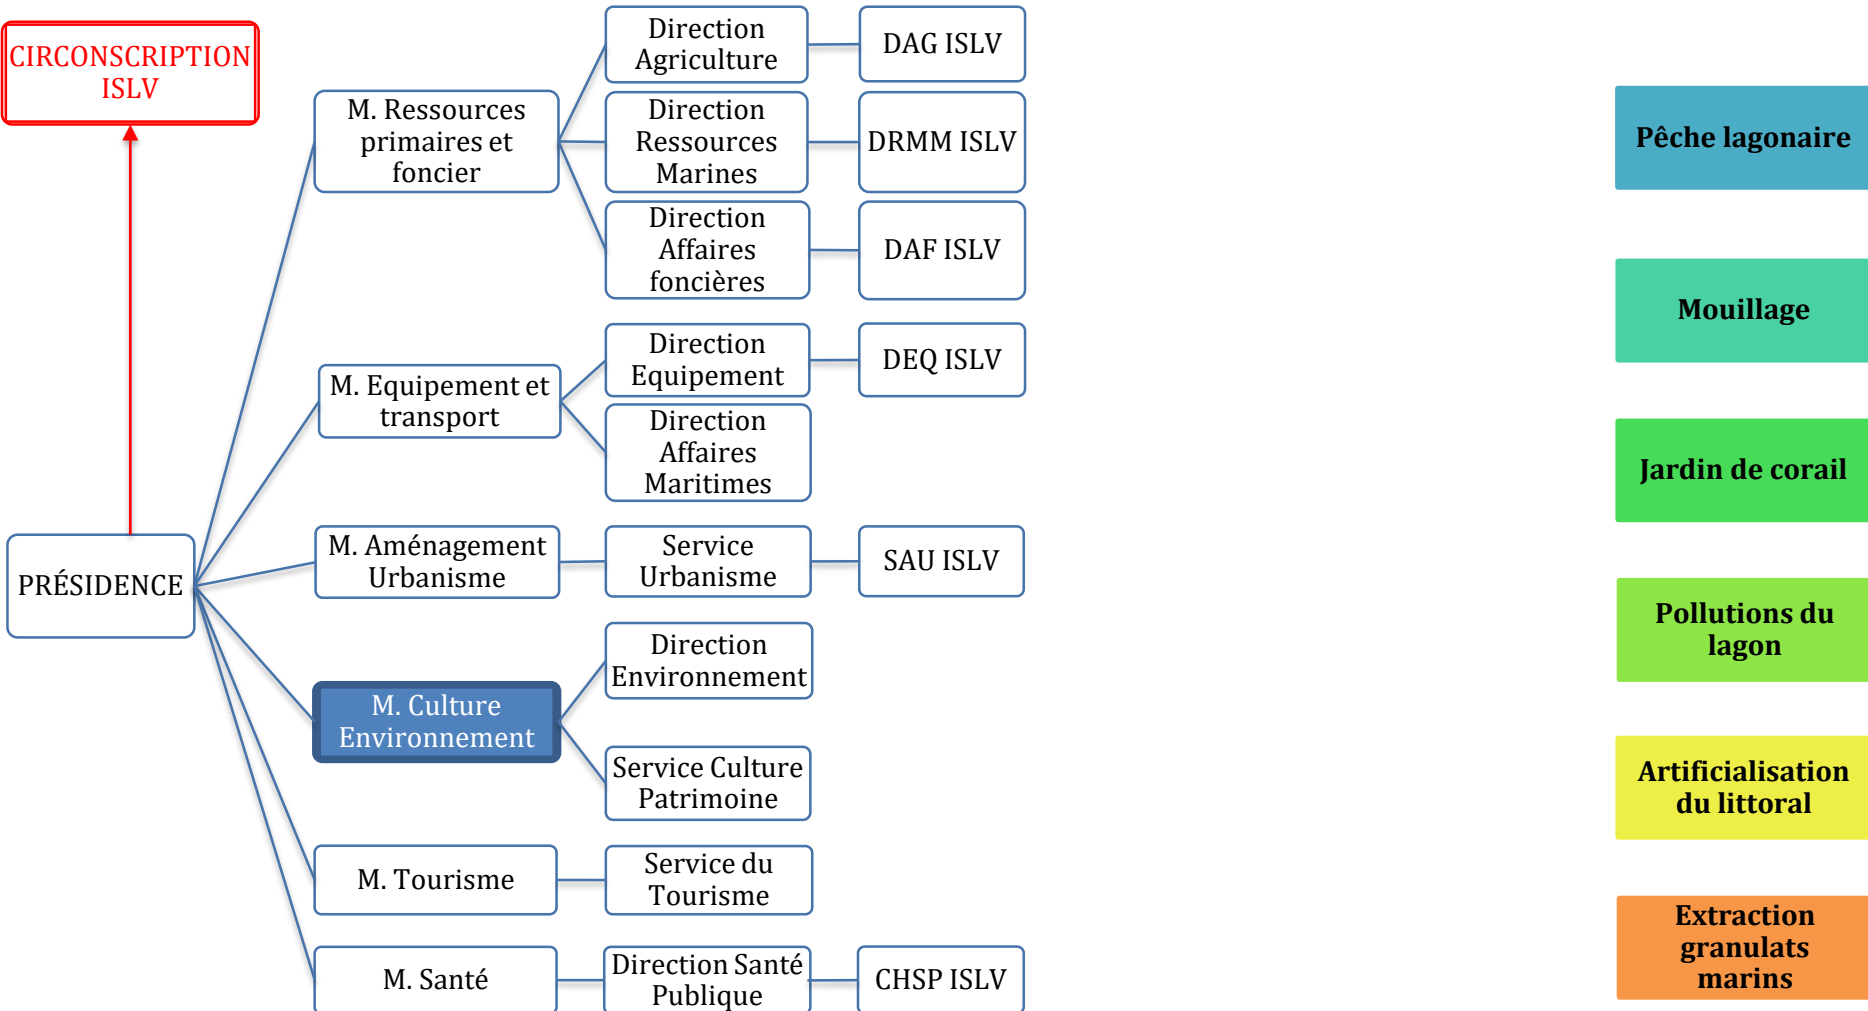 CIRCONSCRIPTION
ISLV
PRÉSIDENCE
M. Ressources
primaires et
foncier
M. Equipement et
transport
M. Aménagement
Urbanisme
M. Culture
Environnement
M. Tourisme
M. Santé
Direction
Agriculture
Direction
Ressources
Marines
Direction
Affaires
foncières
Direction
Equipement
Direction
Affaires
Maritimes
Service
Urbanisme
Direction
Environnement
Service Culture
Patrimoine
Service du
Tourisme
Direction Santé
Publique
DAG ISLV
DRMM ISLV
DAF ISLV
DEQ ISLV
SAU ISLV
CHSP ISLV
Pêche lagonaire
Mouillage
Jardin de corail
Pollutions du
lagon
Artificialisation
du littoral
Extraction
granulats
marins